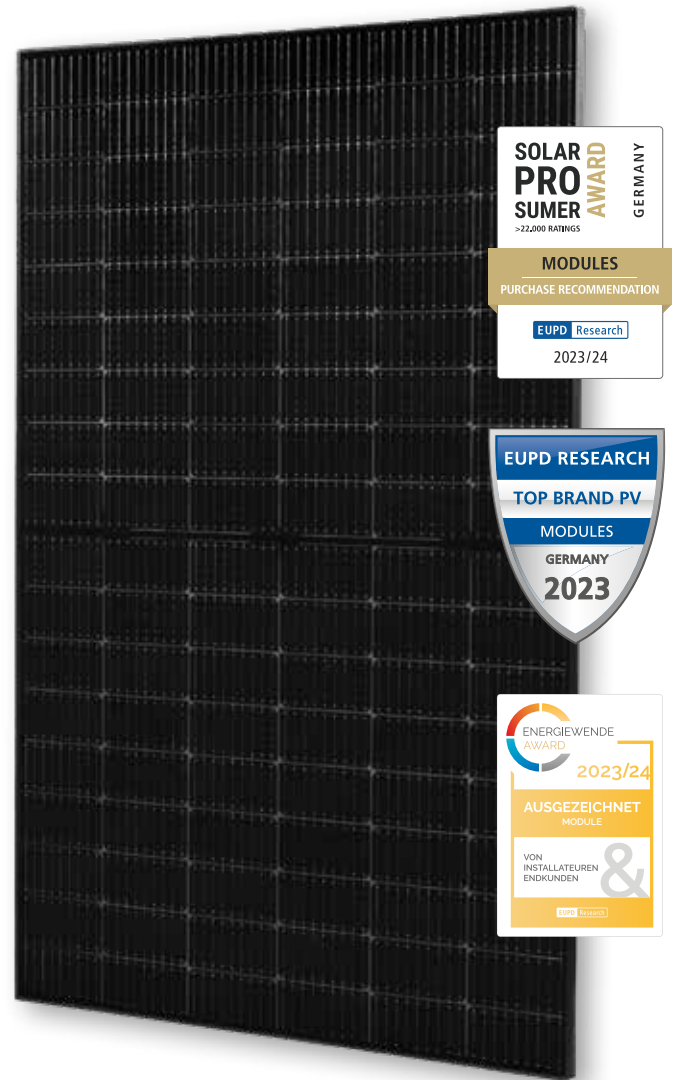 SOLAR
PRO
SUMER
>22.000 RATINGS
AWARD
GERMANY
MODULES
PURCHASE RECOMMENDATION
EUPD Research
2023/24
EUPD RESEARCH
TOP BRAND PV
MODULES
GERMANY
2023
ENERGIEWENDE
AWARD
2023/24
AUSGEZEICHNET
MODULE
VON
INSTALLATEUREN
ENDKUNDEN
&
EUPD Research